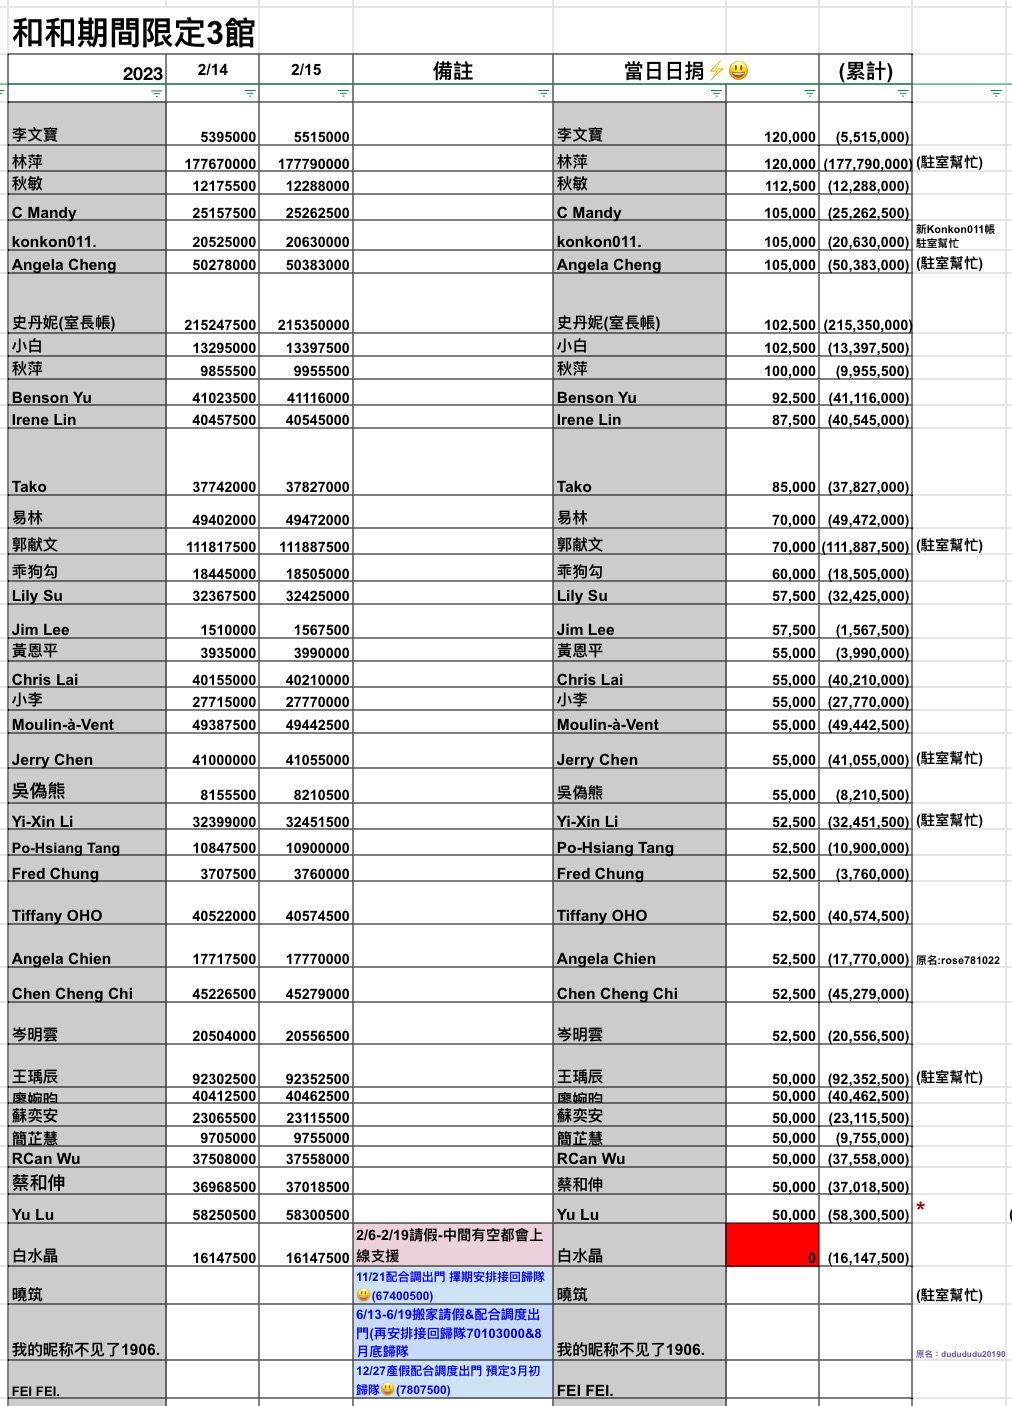 和和期間限定3館
2023 2/14 2/15 備註 當日日捐⚡😃 (累計)
李文寶 5395000 5515000 李文寶 120,000 (5,515,000)
林萍 177670000 177790000 林萍 120,000 (177,790,000) (駐室幫忙)
秋敏 12175500 12288000 秋敏 112,500 (12,288,000)
C Mandy 25157500 25262500 C Mandy 105,000 (25,262,500)
新Konkon011帳
konkon011. 20525000 20630000 konkon011. 105,000 (20,630,000) 駐室幫忙
Angela Cheng 50278000 50383000 Angela Cheng 105,000 (50,383,000) (駐室幫忙)
史丹妮(室長帳) 215247500 215350000 史丹妮(室長帳) 102,500 (215,350,000)
小白 13295000 13397500 小白 102,500 (13,397,500)
秋萍 9855500 9955500 秋萍 100,000 (9,955,500)
Benson Yu 41023500 41116000 Benson Yu 92,500 (41,116,000)
Irene Lin 40457500 40545000 Irene Lin 87,500 (40,545,000)
Tako 37742000 37827000 Tako 85,000 (37,827,000)
易林 49402000 49472000 易林 70,000 (49,472,000)
郭献文 111817500 111887500 郭献文 70,000 (111,887,500) (駐室幫忙)
乖狗勾 18445000 18505000 乖狗勾 60,000 (18,505,000)
Lily Su 32367500 32425000 Lily Su 57,500 (32,425,000)
Jim Lee 1510000 1567500 Jim Lee 57,500 (1,567,500)
黃恩平 3935000 3990000 黃恩平 55,000 (3,990,000)
Chris Lai 40155000 40210000 Chris Lai 55,000 (40,210,000)
小李 27715000 27770000 小李 55,000 (27,770,000)
Moulin-à-Vent 49387500 49442500 Moulin-à-Vent 55,000 (49,442,500)
Jerry Chen 41000000 41055000 Jerry Chen 55,000 (41,055,000) (駐室幫忙)
吳偽熊 8155500 8210500 吳偽熊 55,000 (8,210,500)
Yi-Xin Li 32399000 32451500 Yi-Xin Li 52,500 (32,451,500) (駐室幫忙)
Po-Hsiang Tang 10847500 10900000 Po-Hsiang Tang 52,500 (10,900,000)
Fred Chung 3707500 3760000 Fred Chung 52,500 (3,760,000)
Tiffany OHO 40522000 40574500 Tiffany OHO 52,500 (40,574,500)
Angela Chien 17717500 17770000 Angela Chien 52,500 (17,770,000) 原名:rose781022
Chen Cheng Chi 45226500 45279000 Chen Cheng Chi 52,500 (45,279,000)
岑明雲 20504000 20556500 岑明雲 52,500 (20,556,500)
王瑀辰 92302500 92352500 王瑀辰 50,000 (92,352,500) (駐室幫忙)
廖婉昀 40412500 40462500 廖婉昀 50,000 (40,462,500)
蘇奕安 23065500 23115500 蘇奕安 50,000 (23,115,500)
簡芷慧 9705000 9755000 簡芷慧 50,000 (9,755,000)
RCan Wu 37508000 37558000 RCan Wu 50,000 (37,558,000)
蔡和伸 36968500 37018500 蔡和伸 50,000 (37,018,500)
Yu Lu 58250500 58300500 Yu Lu 50,000 (58,300,500) * (
2/6-2/19請假-中間有空都會上
白水晶 16147500 16147500 線支援 白水晶 0 (16,147,500)
11/21配合調出門 擇期安排接回歸隊
曉筑 😃(67400500) 曉筑 (駐室幫忙)
6/13-6/19搬家請假&配合調度出
門(再安排接回歸隊70103000&8
我的昵称不见了1906. 月底歸隊 我的昵称不见了1906. 原名：dudududu20190
12/27產假配合調度出門 預定3月初
FEI FEI. 歸隊😃(7807500) FEI FEI.